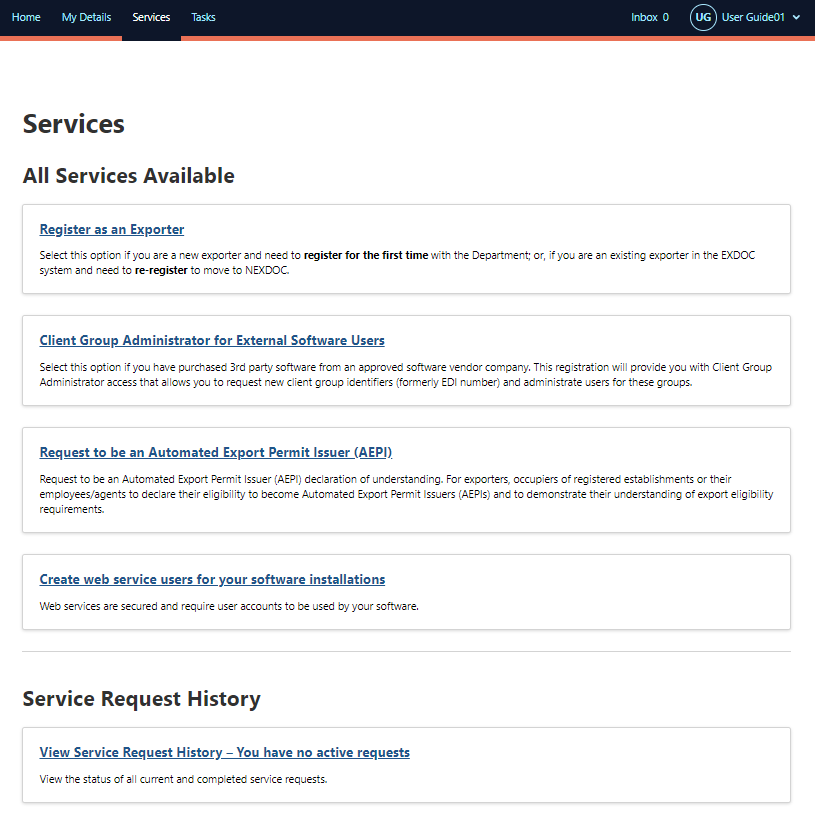 Home My Details Services Tasks Inbox 0 UG User Guide01
Services
All Services Available
Register as an Exporter
Select this option if you are a new exporter and need to register for the first time with the Department; or, if you are an existing exporter in the EXDOC
system and need to re-register to move to NEXDOC.
Client Group Administrator for External Software Users
Select this option if you have purchased 3rd party software from an approved software vendor company. This registration will provide you with Client Group
Administrator access that allows you to request new client group identifiers (formerly EDI number) and administrate users for these groups.
Request to be an Automated Export Permit Issuer (AEPI)
Request to be an Automated Export Permit Issuer (AEPI) declaration of understanding. For exporters, occupiers of registered establishments or their
employees/agents to declare their eligibility to become Automated Export Permit Issuers (AEPIs) and to demonstrate their understanding of export eligibility
requirements.
Create web service users for your software installations
Web services are secured and require user accounts to be used by your software.
Service Request History
View Service Request History – You have no active requests
View the status of all current and completed service requests.